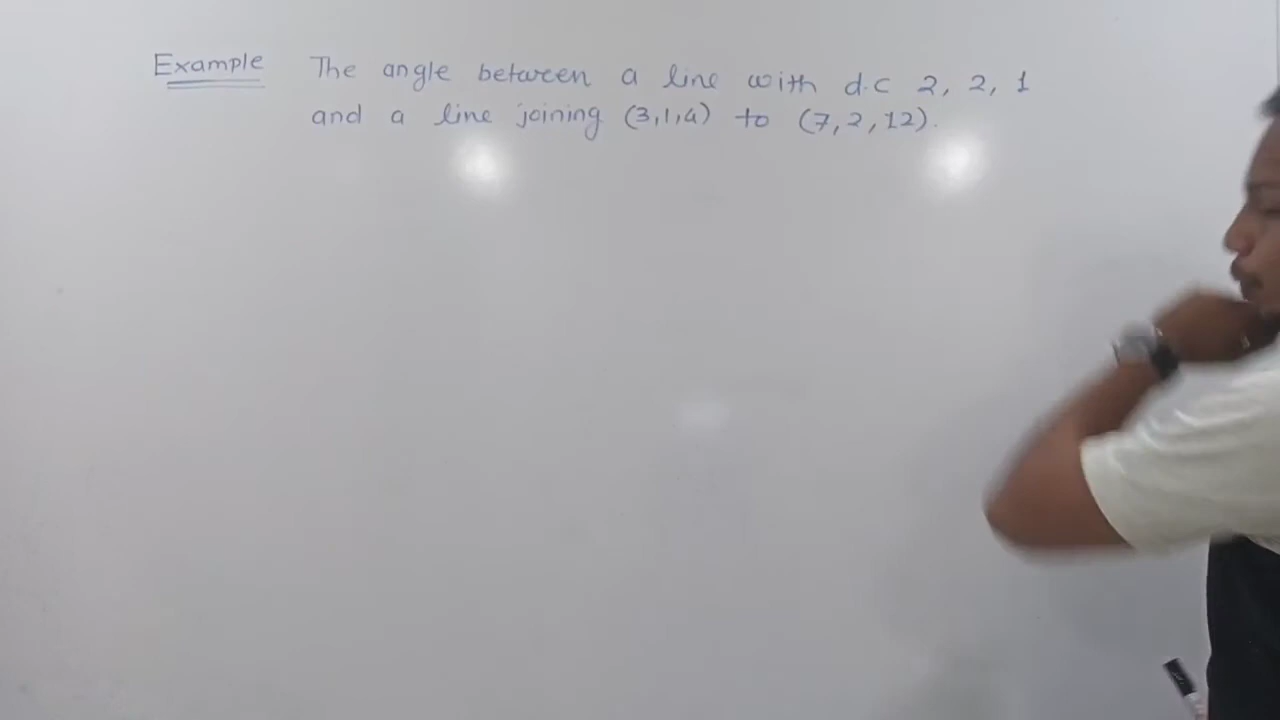 Example The angle between a line with d.c 2, 2, 1
and a line joining (3,1,4) to (7,2,12).